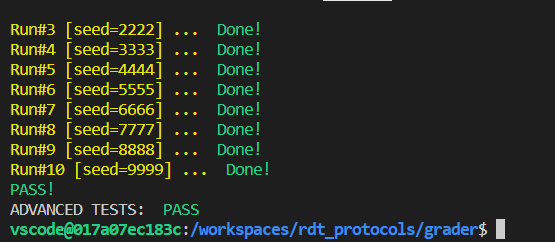 Run#3 [seed=2222] ... Done!
Run#4 [seed=3333] ... Done!
Run#5 [seed=4444] ... Done!
Run#6 [seed=5555] ... Done!
Run#7 [seed=6666] ... Done!
Run#8 [seed=7777] ... Done!
Run#9 [seed=8888] ... Done!
Run#10 [seed=9999] ... Done!
PASS!
ADVANCED TESTS: PASS
vscode@017a07ec183c:/workspaces/rdt_protocols/grader$